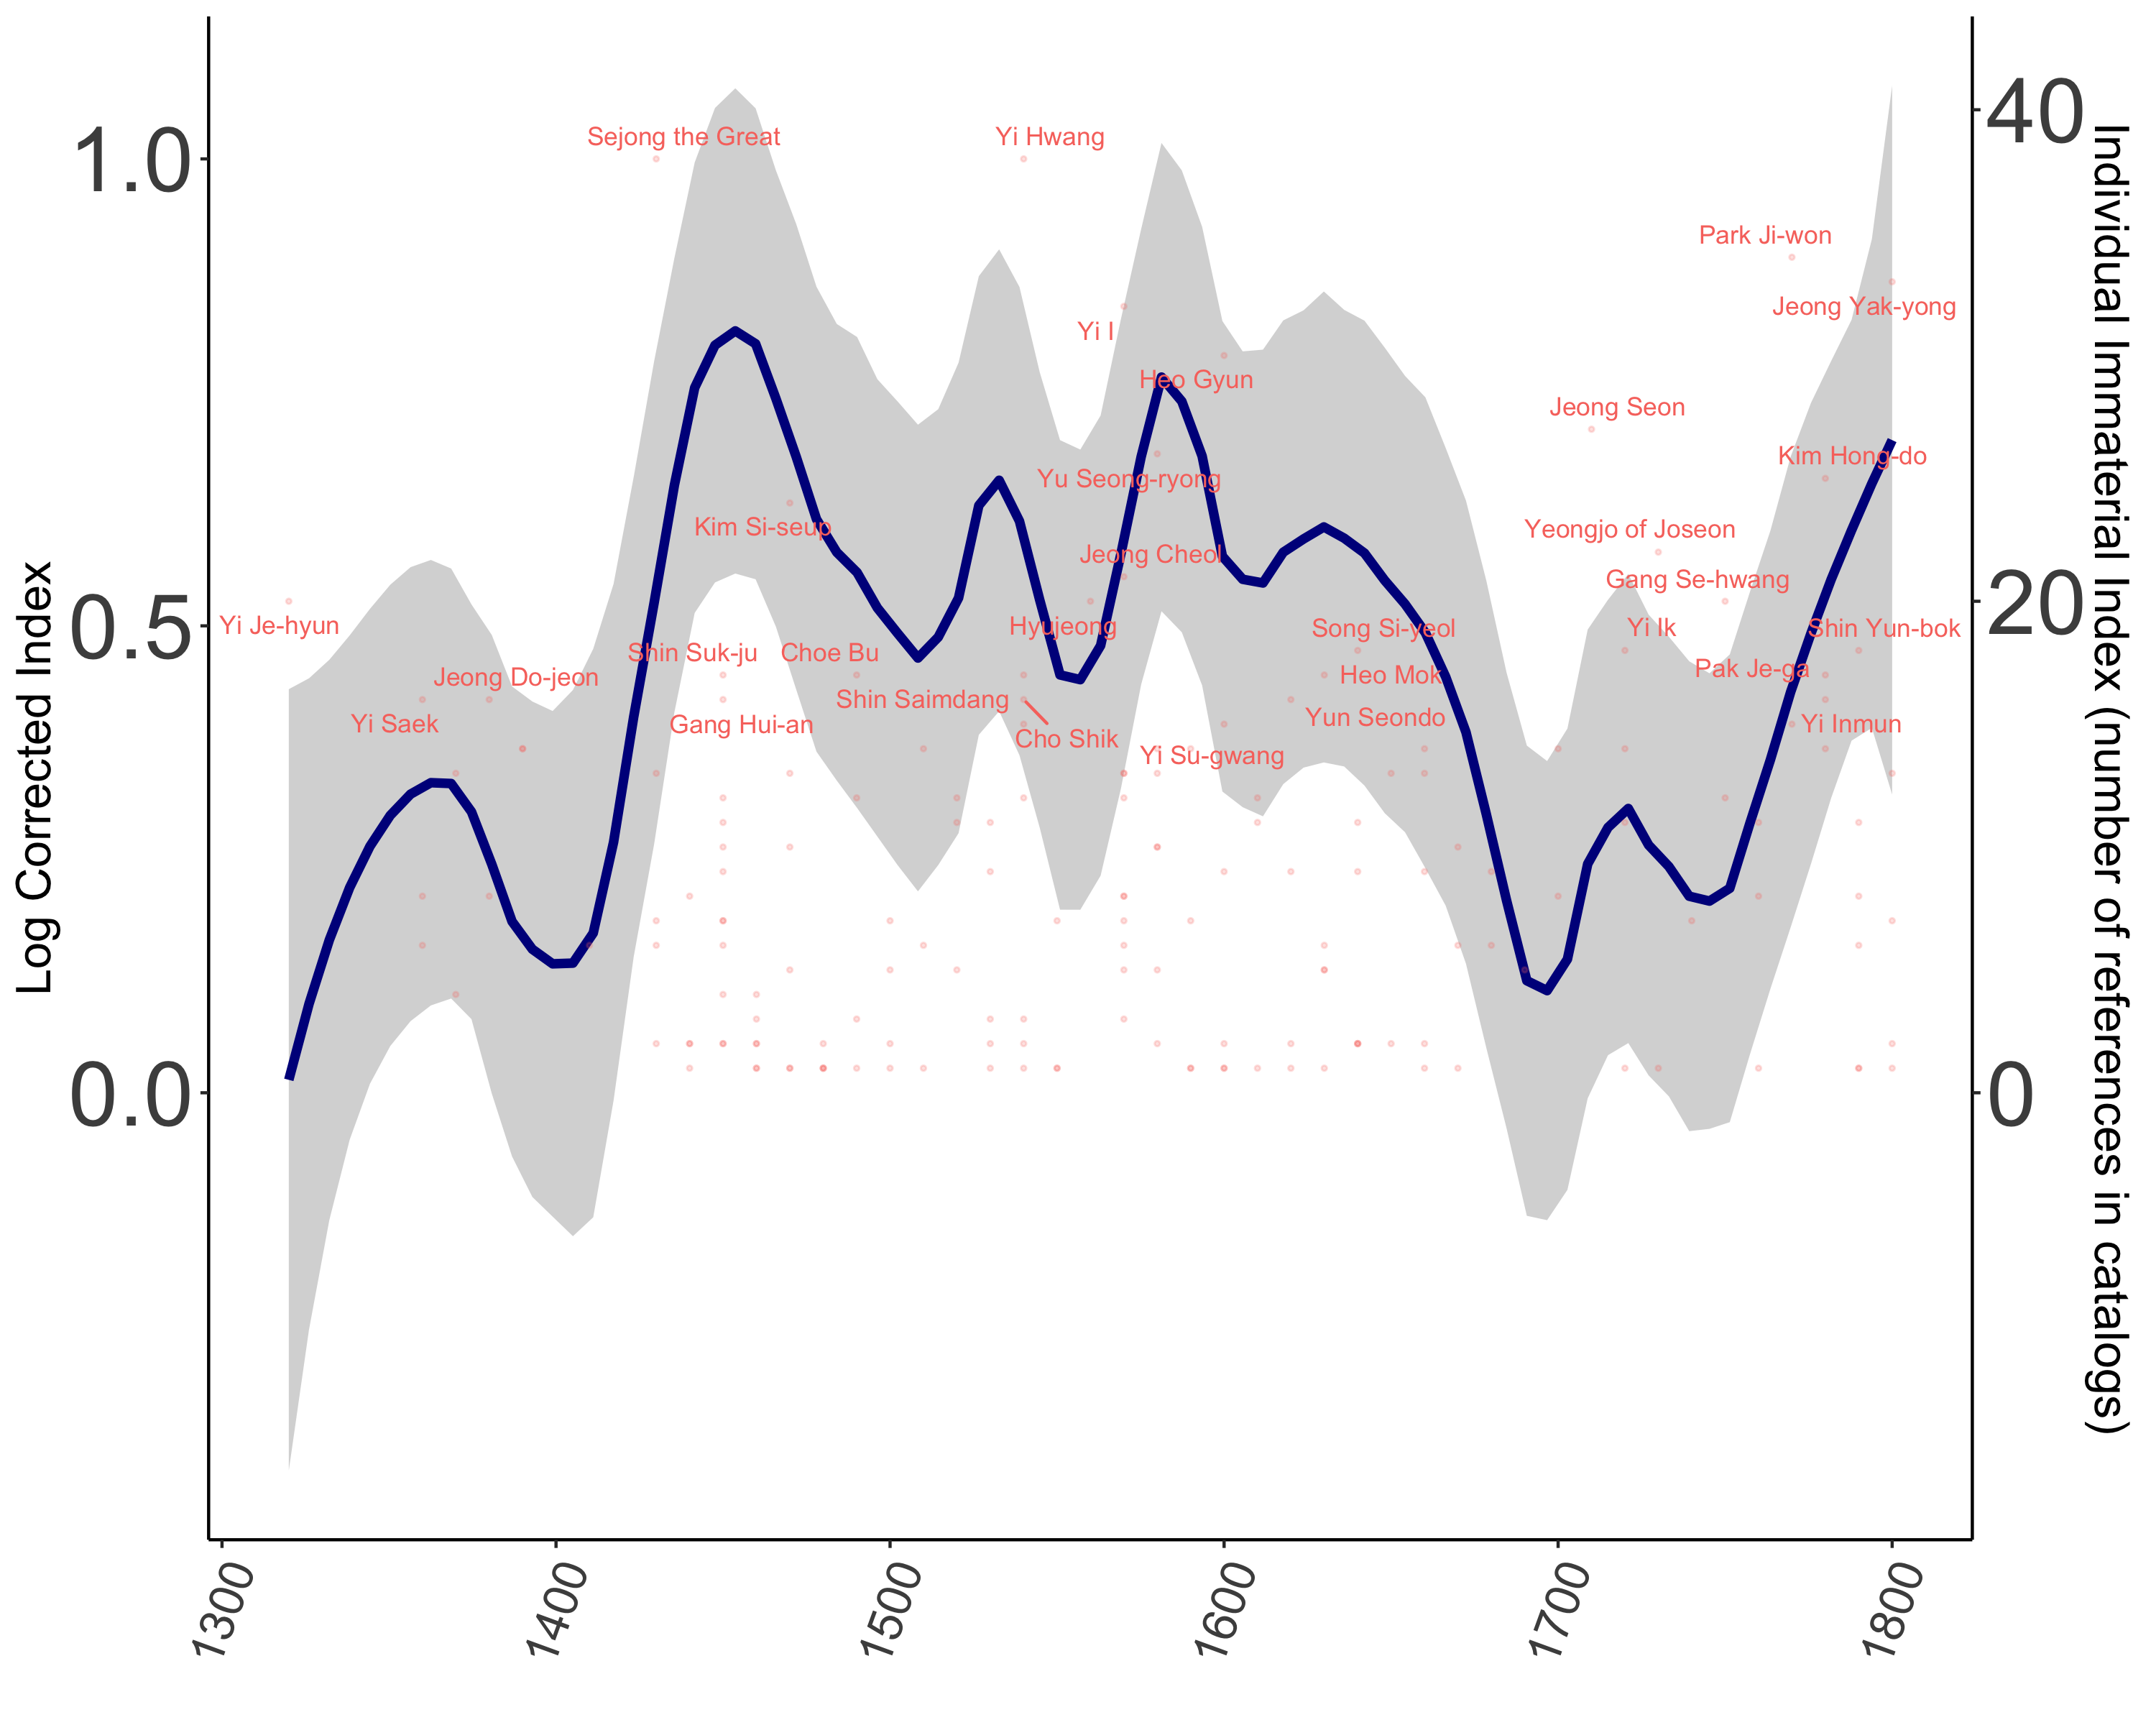 1.0
0.5
0.0
Log Corrected Index
40
20
0
Individual Immaterial Index (number of references in catalogs)
1300
1400
1500
1600
1700
1800
Sejong the Great
Yi Hwang
Park Ji-won
Jeong Yak-yong
Yi I
Heo Gyun
Jeong Seon
Kim Hong-do
Yu Seong-ryong
Kim Si-seup
Yeongjo of Joseon
Jeong Cheol
Gang Se-hwang
Yi Je-hyun
Hyujeong
Song Si-yeol
Yi Ik
Shin Yun-bok
Shin Suk-ju
Choe Bu
Pak Je-ga
Jeong Do-jeon
Heo Mok
Shin Saimdang
Yun Seondo
Yi Saek
Gang Hui-an
Yi Inmun
Cho Shik
Yi Su-gwang